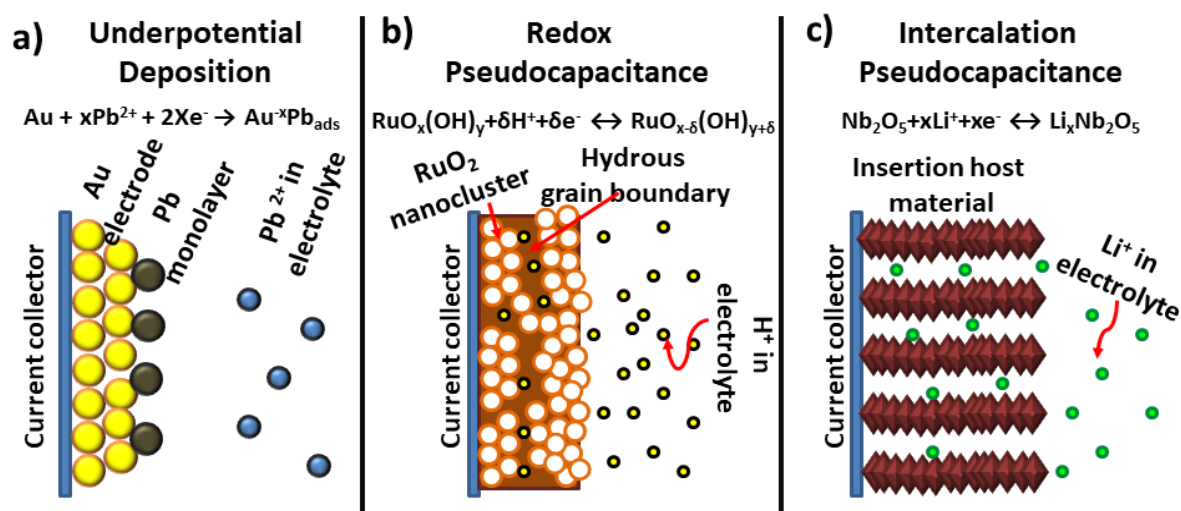 a)
Underpotential
Deposition
Au + xPb²⁺ + 2Xe⁻ → Au⁻ˣPb_ads
Au
electrode
Pb
monolayer
Pb ²⁺ in
electrolyte
Current collector
b)
Redox
Pseudocapacitance
RuOₓ(OH)ᵧ+δH⁺+δe⁻ ↔ RuOₓ₋δ(OH)ᵧ₊δ
RuO₂
nanocluster
Hydrous
grain boundary
H⁺ in
electrolyte
Current collector
c)
Intercalation
Pseudocapacitance
Nb₂O₅+xLi⁺+xe⁻ ↔ LiₓNb₂O₅
Insertion host
material
Li⁺ in
electrolyte
Current collector